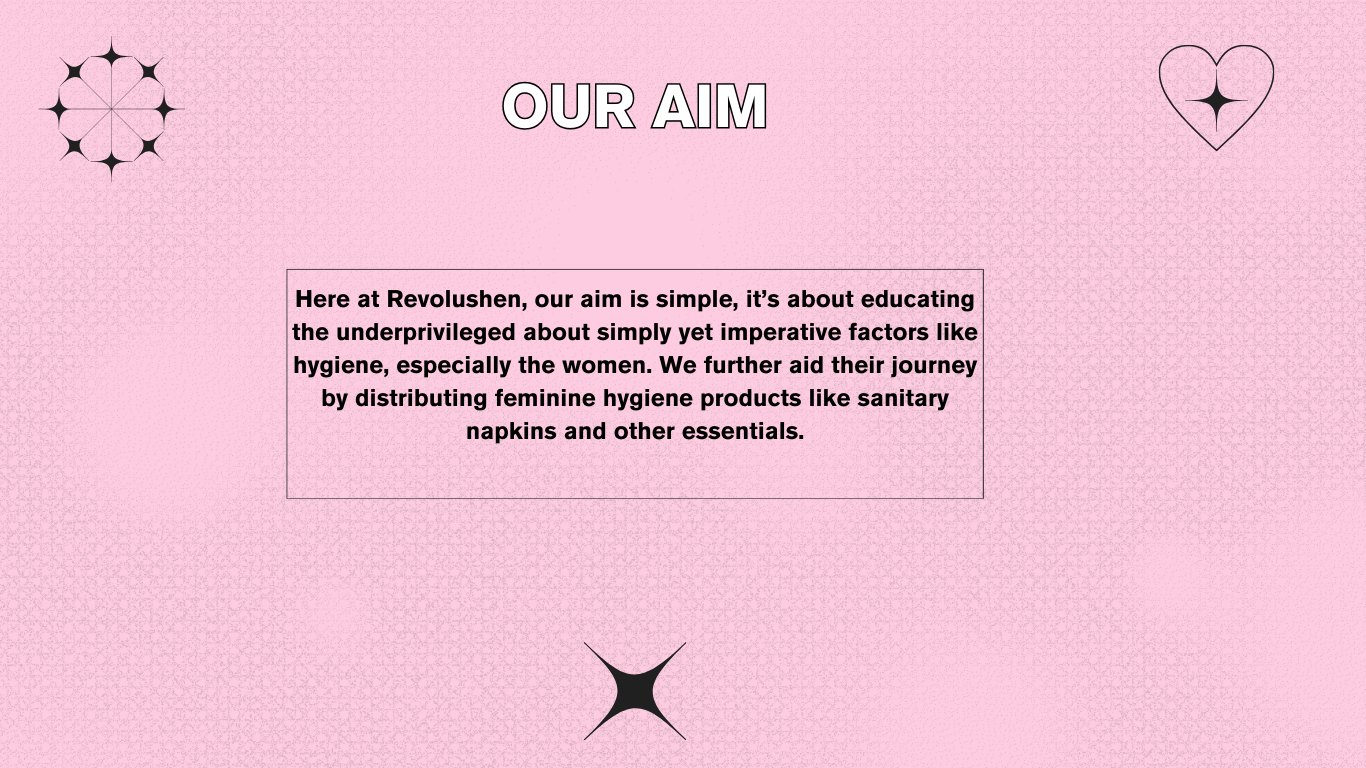 OUR AIM
Here at Revolushen, our aim is simple, it’s about educating
the underprivileged about simply yet imperative factors like
hygiene, especially the women. We further aid their journey
by distributing feminine hygiene products like sanitary
napkins and other essentials.